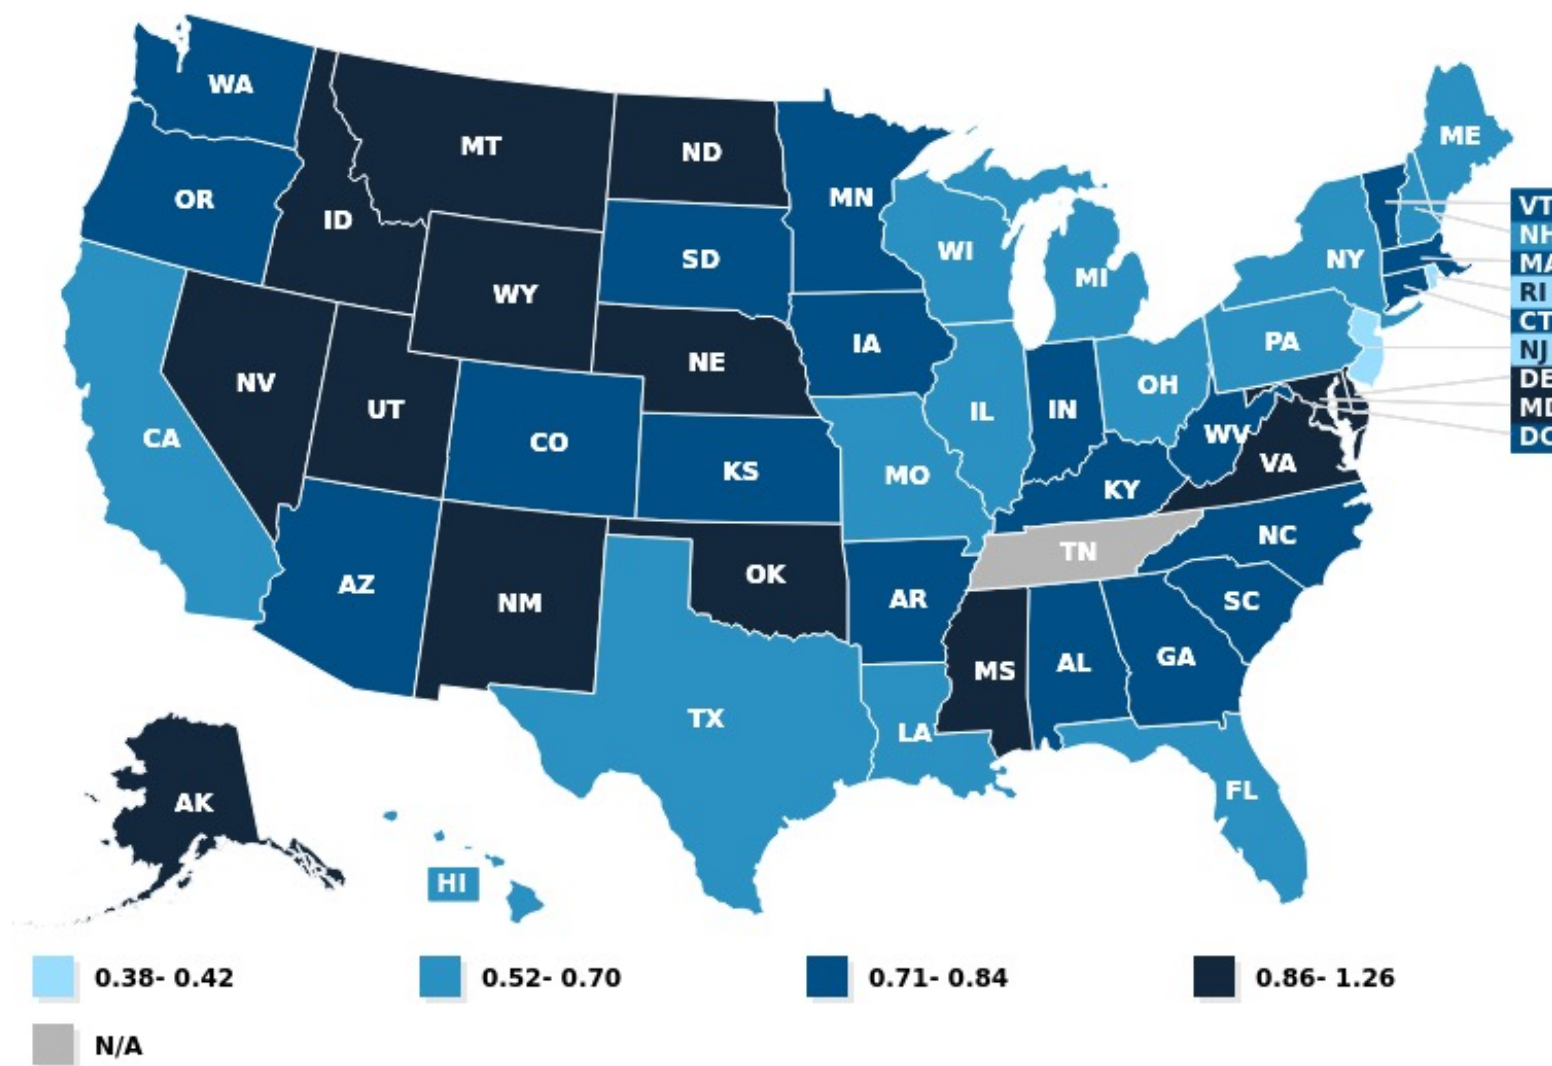 WA
MT
ND
ME
OR
MN
VT
ID
NH
WI
SD
NY
MA
MI
WY
RI
CT
IA
PA
NJ
NE
NV
OH
DE
UT
IL
IN
MD
CO
WV
DC
CA
KS
VA
MO
KY
NC
TN
OK
AZ
AR
SC
NM
GA
MS
AL
TX
LA
FL
AK
HI
0.38- 0.42
0.52- 0.70
0.71- 0.84
0.86- 1.26
N/A